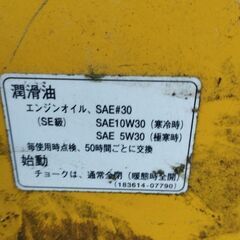 潤滑油
エンジンオイル、SAE#30
(SE級) SAE10W30(寒冷時)
SAE 5W30(極寒時)
毎使用時点検、50時間ごとに交換
始動
チョークは、通常全閉(暖態時全開)
(183614-07790)